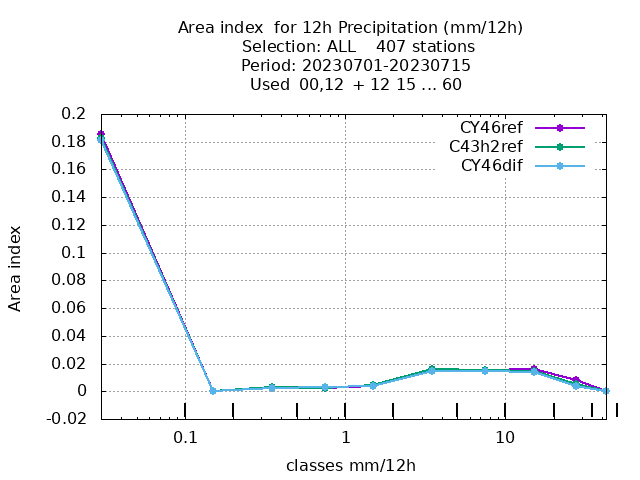 Area index  for 12h Precipitation (mm/12h)
Selection: ALL    407 stations
Period: 20230701-20230715
Used  00,12  + 12 15 ... 60
CY46ref
C43h2ref
CY46dif
0.2
0.18
0.16
0.14
0.12
0.1
0.08
0.06
0.04
0.02
0
-0.02
Area index
0.1 1 10
classes mm/12h